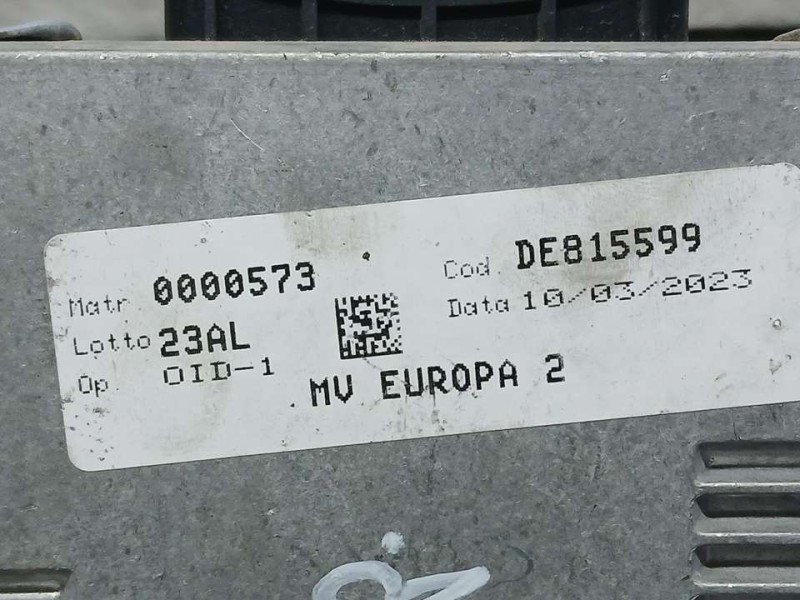 Matr 0000573 Cod DE815599
Lotto 23AL Data 10/03/2023
Op. OID-1
MV EUROPA 2